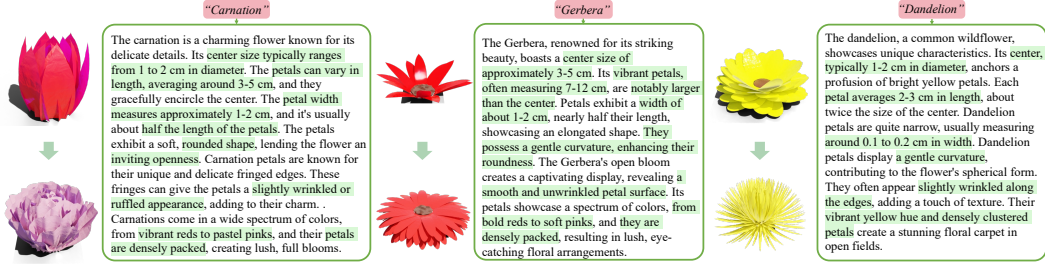 “Carnation”
The carnation is a charming flower known for its
delicate details. Its center size typically ranges
from 1 to 2 cm in diameter. The petals can vary in
length, averaging around 3-5 cm, and they
gracefully encircle the center. The petal width
measures approximately 1-2 cm, and it's usually
about half the length of the petals. The petals
exhibit a soft, rounded shape, lending the flower an
inviting openness. Carnation petals are known for
their unique and delicate fringed edges. These
fringes can give the petals a slightly wrinkled or
ruffled appearance, adding to their charm. .
Carnations come in a wide spectrum of colors,
from vibrant reds to pastel pinks, and their petals
are densely packed, creating lush, full blooms.
“Gerbera”
The Gerbera, renowned for its striking
beauty, boasts a center size of
approximately 3-5 cm. Its vibrant petals,
often measuring 7-12 cm, are notably larger
than the center. Petals exhibit a width of
about 1-2 cm, nearly half their length,
showcasing an elongated shape. They
possess a gentle curvature, enhancing their
roundness. The Gerbera's open bloom
creates a captivating display, revealing a
smooth and unwrinkled petal surface. Its
petals showcase a spectrum of colors, from
bold reds to soft pinks, and they are
densely packed, resulting in lush, eye-
catching floral arrangements.
“Dandelion”
The dandelion, a common wildflower,
showcases unique characteristics. Its center,
typically 1-2 cm in diameter, anchors a
profusion of bright yellow petals. Each
petal averages 2-3 cm in length, about
twice the size of the center. Dandelion
petals are quite narrow, usually measuring
around 0.1 to 0.2 cm in width. Dandelion
petals display a gentle curvature,
contributing to the flower's spherical form.
They often appear slightly wrinkled along
the edges, adding a touch of texture. Their
vibrant yellow hue and densely clustered
petals create a stunning floral carpet in
open fields.